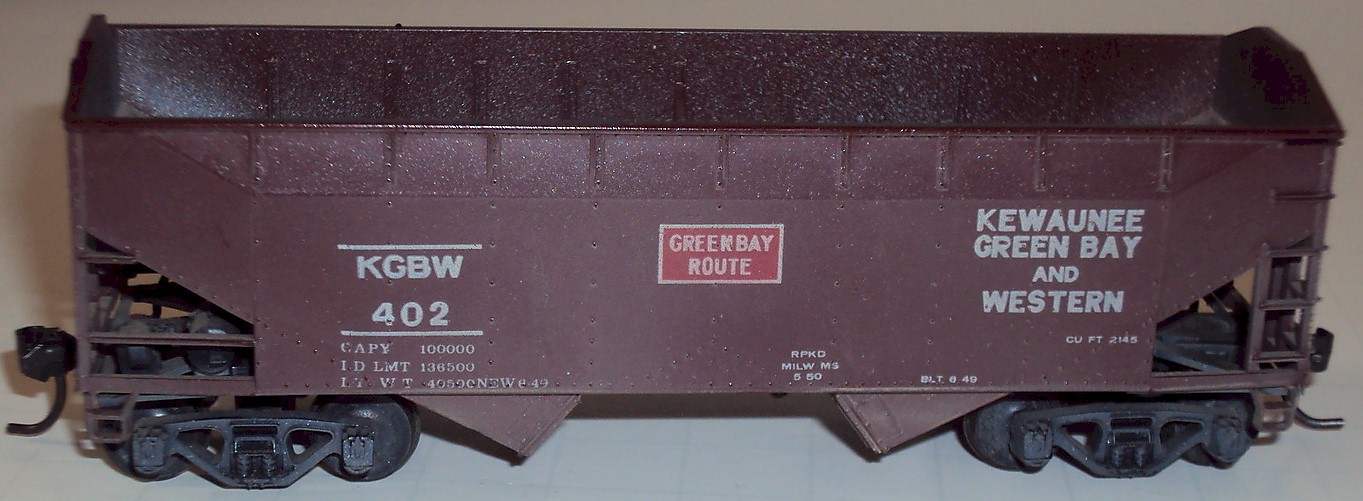 KGBW
402
CAPY 100000
LD LMT 136500
LT WT 40500 NEW 6-49
GREEN BAY
ROUTE
RPKD
MILW MS
5 50
BLT. 6-49
KEWAUNEE
GREEN BAY
AND
WESTERN
CU FT 2145